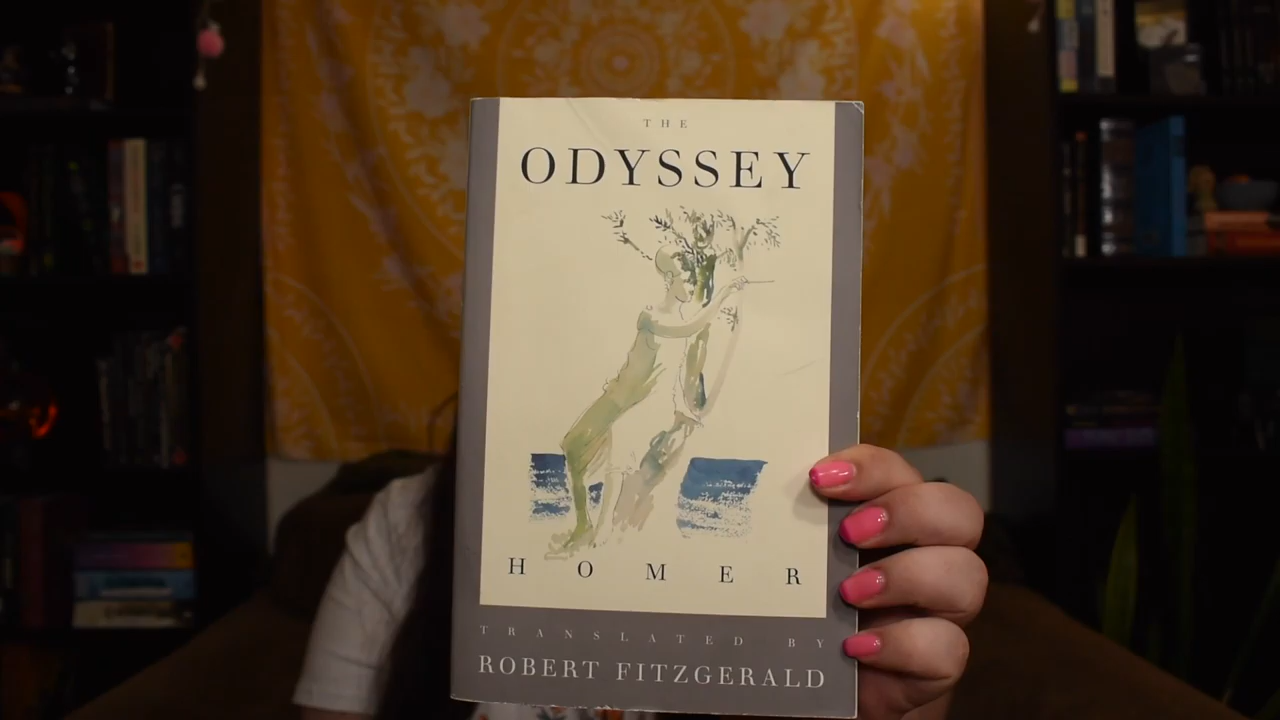 THE
ODYSSEY
HOMER
TRANSLATED BY
ROBERT FITZGERALD